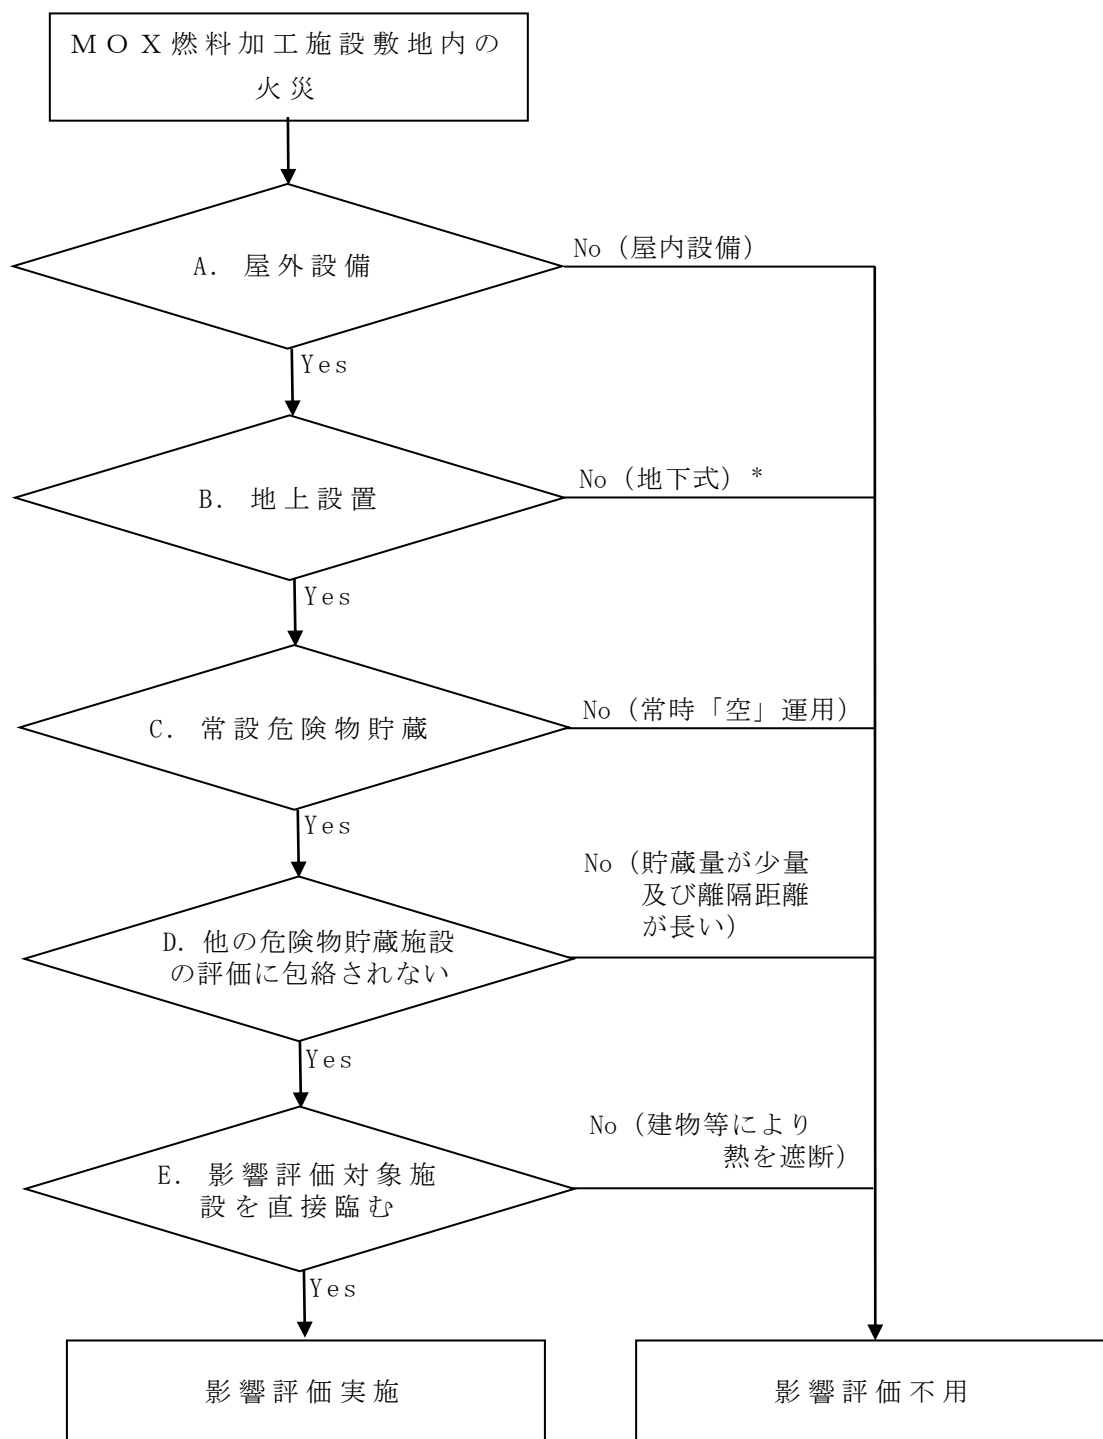 MOX燃料加工施設敷地内の
火災
A. 屋外設備
No（屋内設備）
Yes
B. 地上設置
No（地下式）*
Yes
C. 常設危険物貯蔵
No（常時「空」運用）
Yes
D. 他の危険物貯蔵施設
の評価に包絡されない
No（貯蔵量が少量
及び離隔距離
が長い）
Yes
E. 影響評価対象施
設を直接臨む
No（建物等により
熱を遮断）
Yes
影響評価実施
影響評価不用